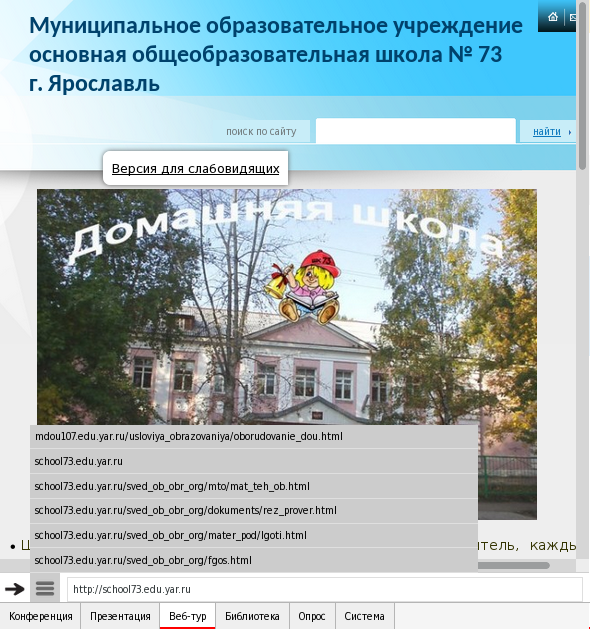 Муниципальное образовательное учреждение
основная общеобразовательная школа № 73
г. Ярославль
поиск по сайту
найти
Версия для слабовидящих
Домашняя школа
mdou107.edu.yar.ru/usloviya_obrazovaniya/oborudovanie_dou.html
school73.edu.yar.ru
school73.edu.yar.ru/sved_ob_obr_org/mto/mat_teh_ob.html
school73.edu.yar.ru/sved_ob_obr_org/dokuments/rez_prover.html
school73.edu.yar.ru/sved_ob_obr_org/mater_pod/lgoti.html
school73.edu.yar.ru/sved_ob_obr_org/fgos.html
http://school73.edu.yar.ru
Конференция Презентация Веб-тур Библиотека Опрос Система